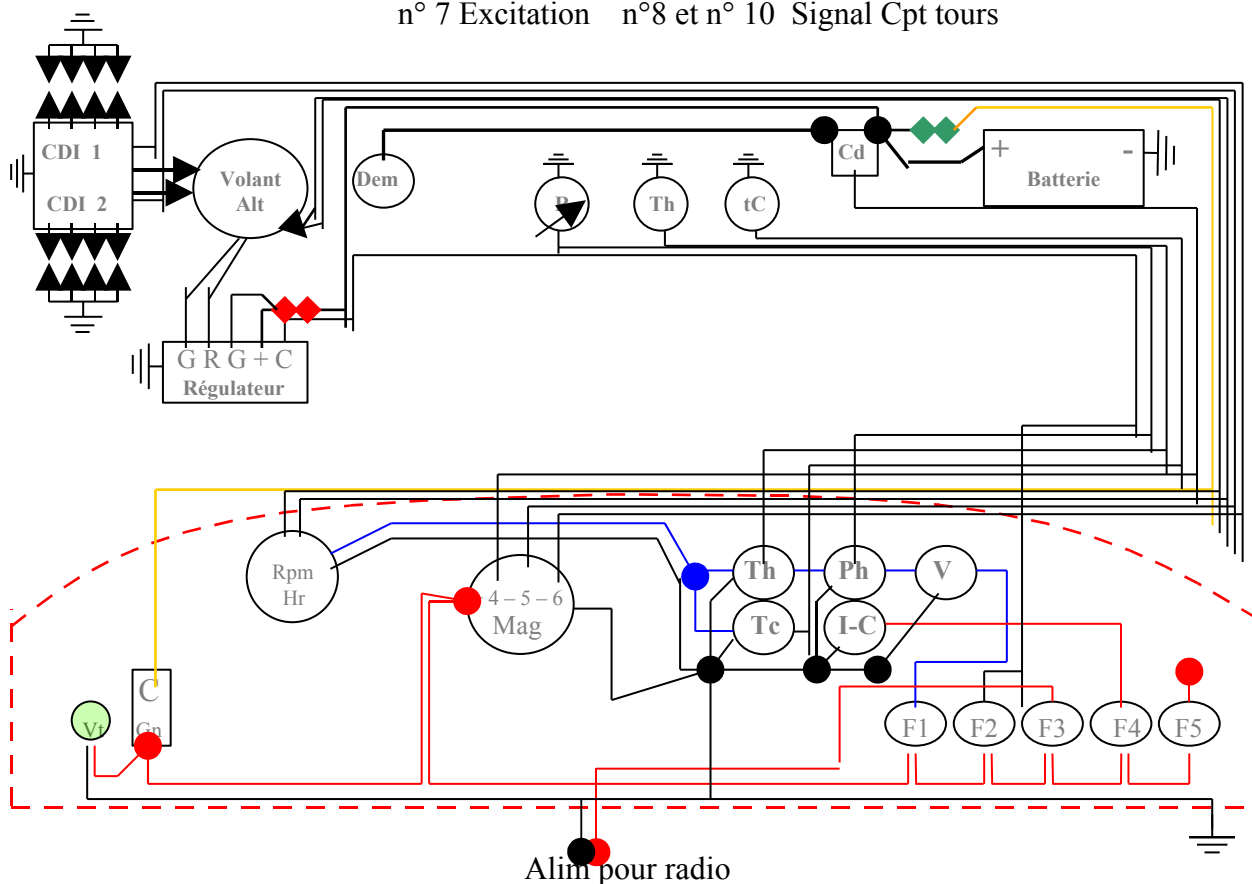 n° 7 Excitation n°8 et n° 10 Signal Cpt tours
CDI 1
CDI 2
Volant
Alt
Dem
Cd
+ -
Batterie
Th
tC
G R G + C
Régulateur
Rpm
Hr
4 – 5 – 6
Mag
Th
Ph
V
Tc
I-C
C
Gn
Vt
F1
F2
F3
F4
F5
Alim pour radio